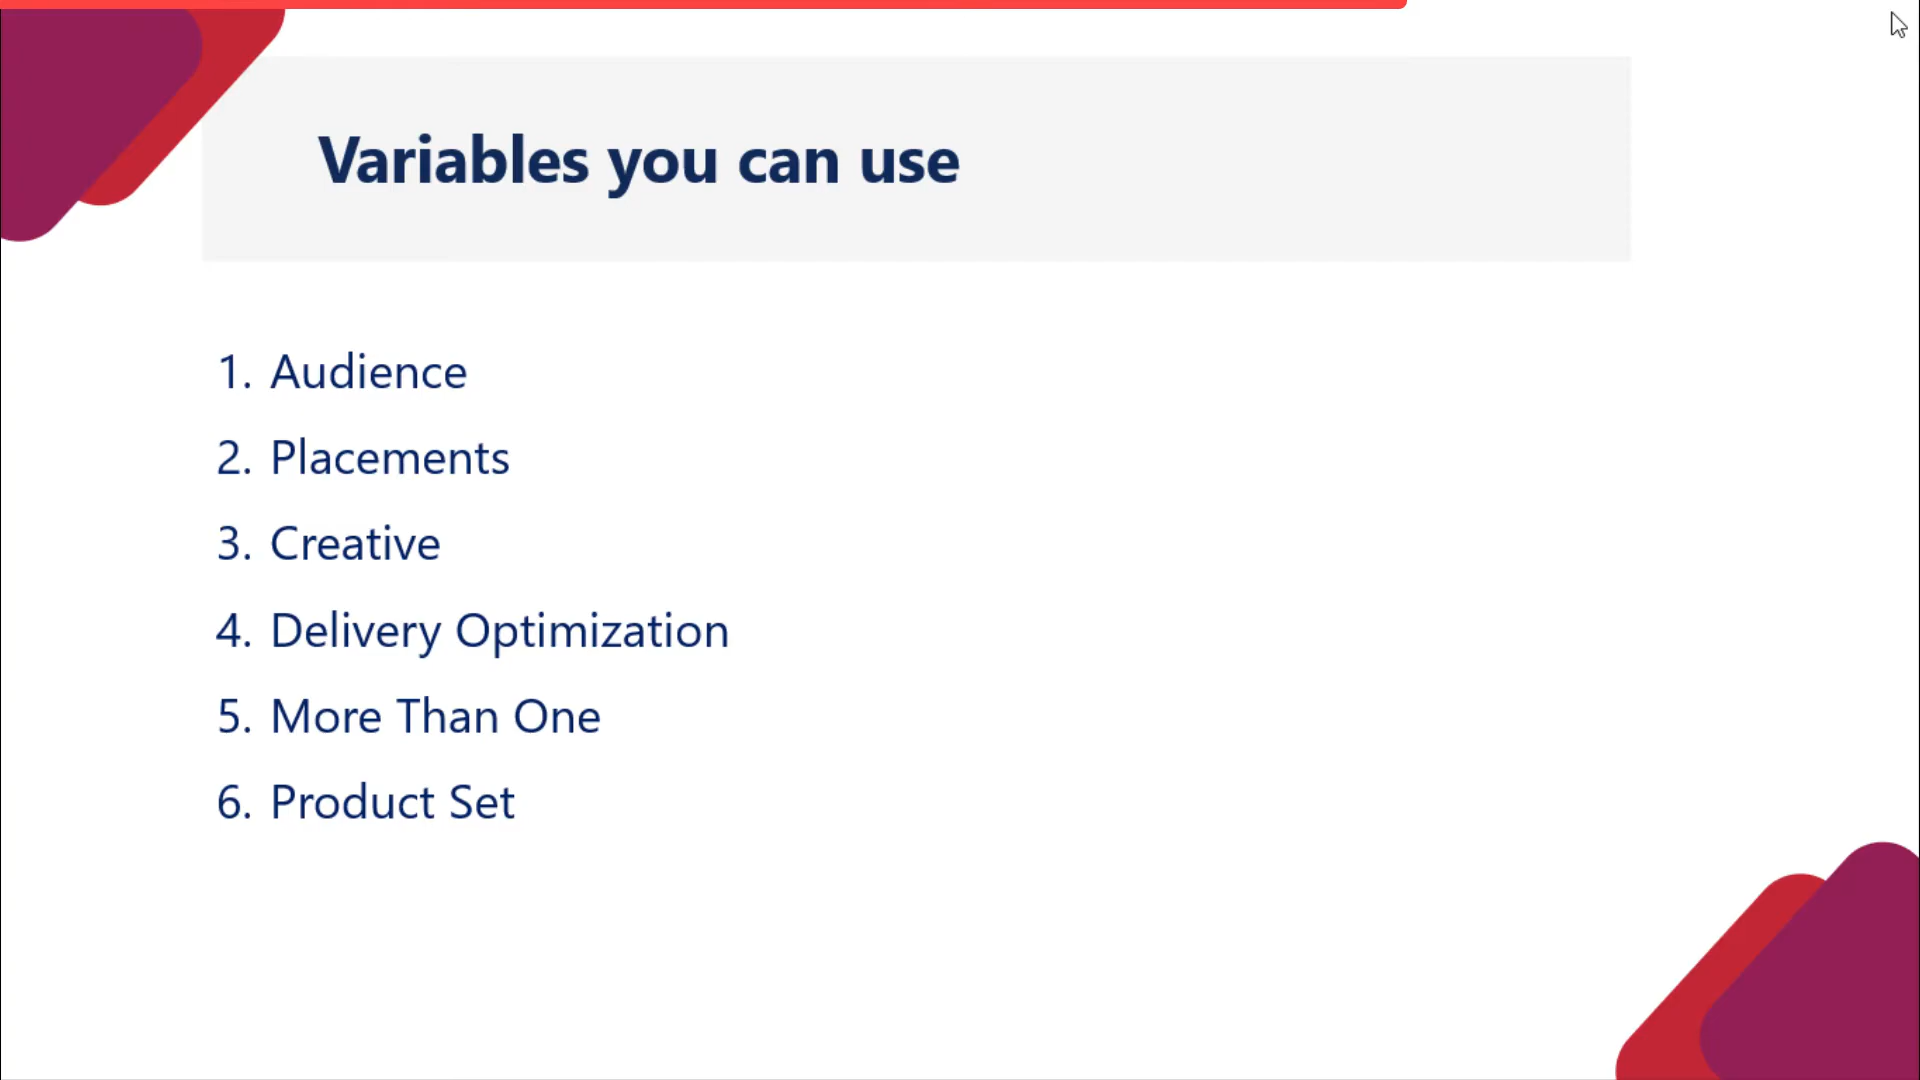 Variables you can use
1. Audience
2. Placements
3. Creative
4. Delivery Optimization
5. More Than One
6. Product Set